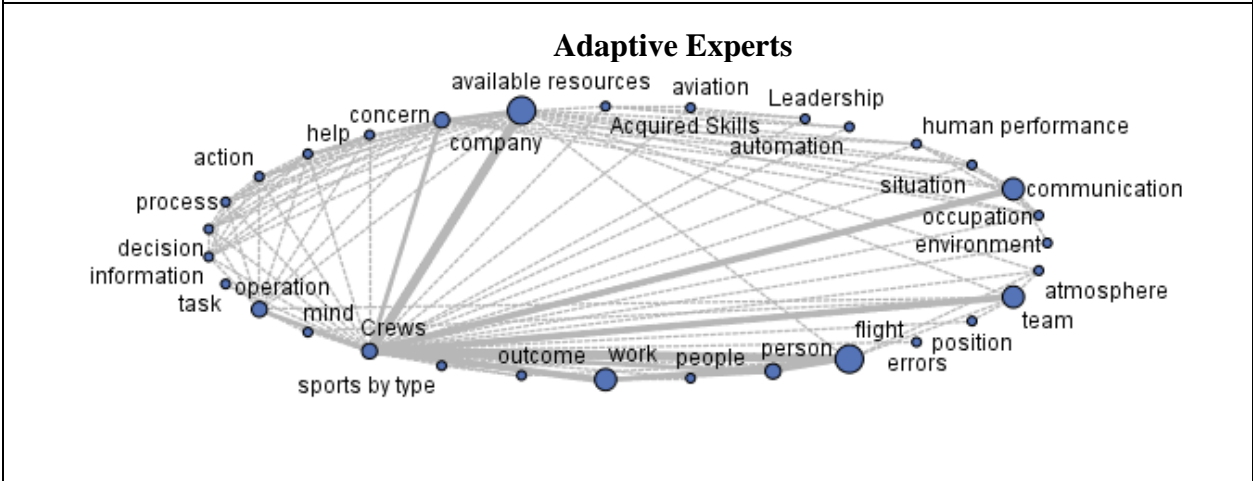 Adaptive Experts
available resources
aviation
Leadership
concern
Acquired Skills
human performance
help
company
automation
action
situation
communication
process
occupation
decision
environment
information
operation
atmosphere
task
mind
team
Crews
flight
position
outcome
work
people
person
errors
sports by type